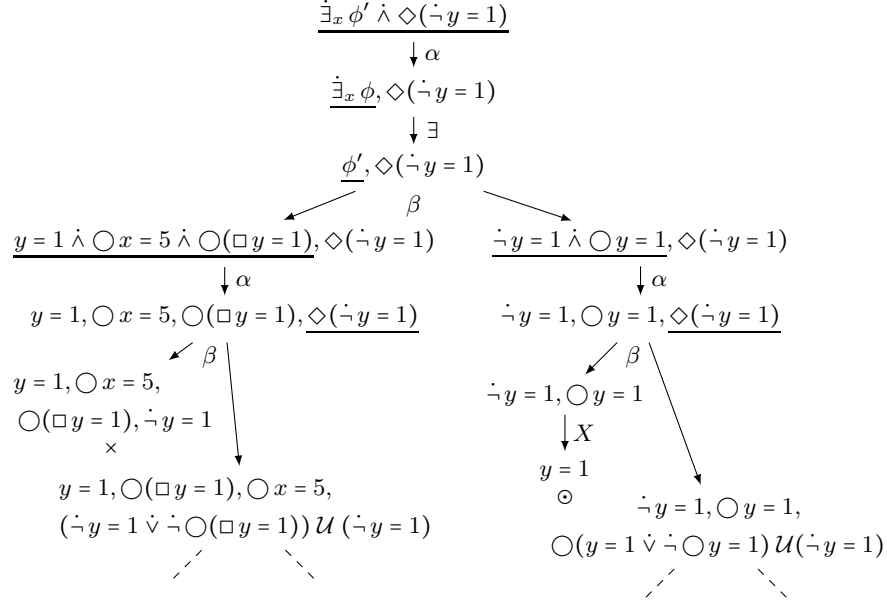 ∃̇ₓ ϕ′ ∧̇ ◇(¬̇ y = 1)
α
∃̇ₓ ϕ, ◇(¬̇ y = 1)
∃
ϕ′, ◇(¬̇ y = 1)
β
y = 1 ∧̇ ◯ x = 5 ∧̇ ◯(□ y = 1), ◇(¬̇ y = 1)
¬̇ y = 1 ∧̇ ◯ y = 1, ◇(¬̇ y = 1)
α
α
y = 1, ◯ x = 5, ◯(□ y = 1), ◇(¬̇ y = 1)
¬̇ y = 1, ◯ y = 1, ◇(¬̇ y = 1)
β
β
y = 1, ◯ x = 5,
◯(□ y = 1), ¬̇ y = 1
×
¬̇ y = 1, ◯ y = 1
X
y = 1
⊙
y = 1, ◯(□ y = 1), ◯ x = 5,
(¬̇ y = 1 ∨̇ ¬̇ ◯(□ y = 1)) 𝒰 (¬̇ y = 1)
¬̇ y = 1, ◯ y = 1,
◯(y = 1 ∨̇ ¬̇ ◯ y = 1) 𝒰(¬̇ y = 1)